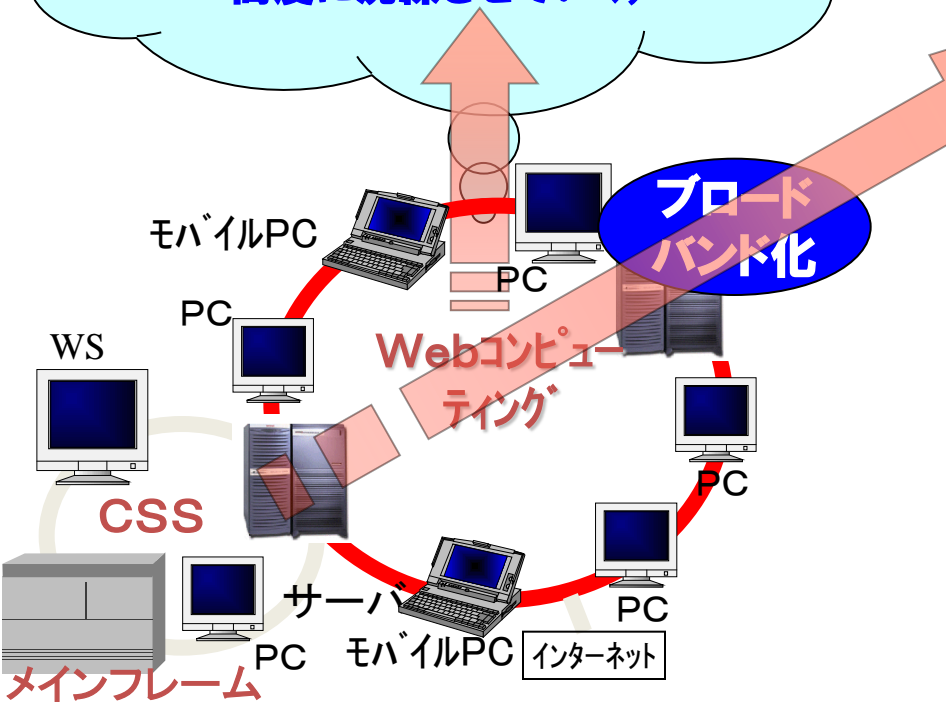 ブロード
バンド化
ﾓﾊﾞｲﾙPC
PC
PC
WS
Webｺﾝﾋﾟｭー
ﾃｨﾝｸﾞ
PC
CSS
サーバ
PC
PC
ﾓﾊﾞｲﾙPC
ｲﾝﾀｰﾈｯﾄ
メインフレーム